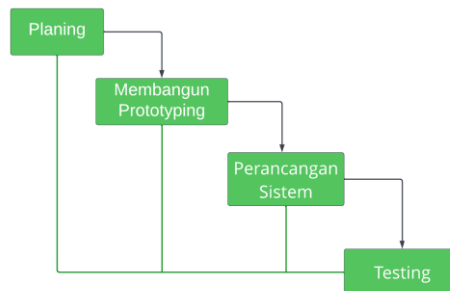 Planing
Membangun
Prototyping
Perancangan
Sistem
Testing